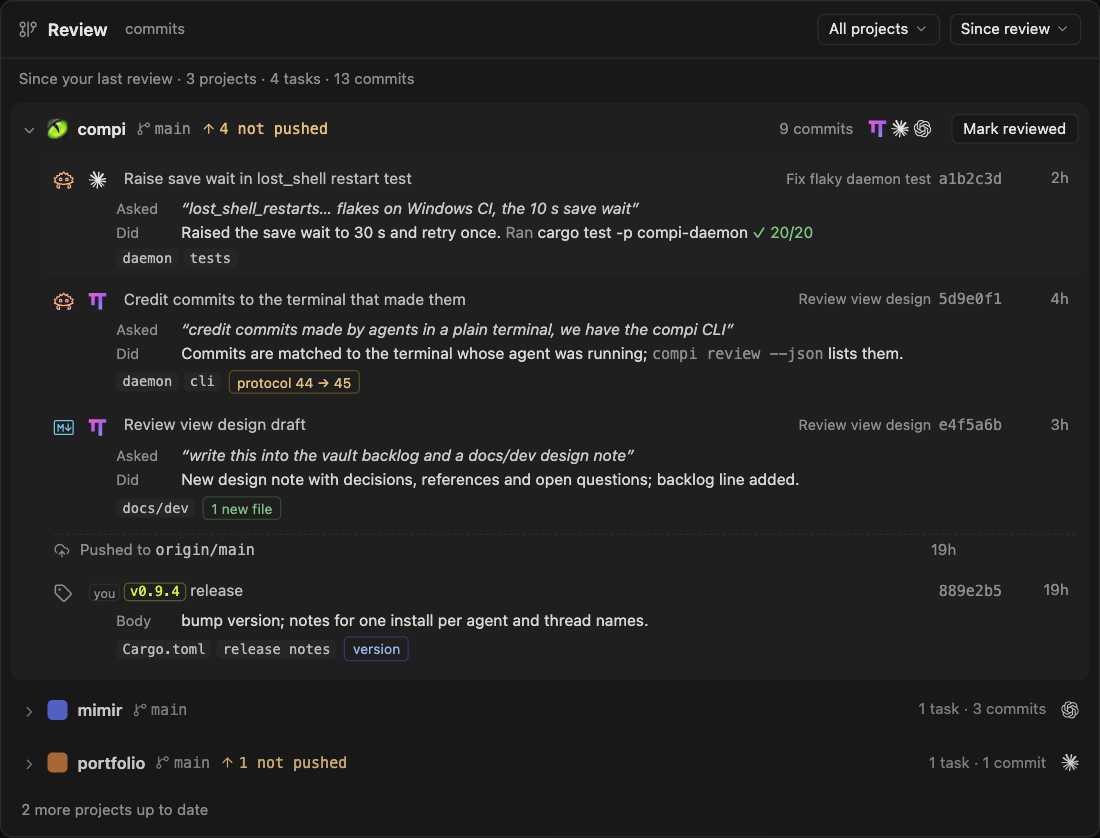 Review commits All projects Since review
Since your last review · 3 projects · 4 tasks · 13 commits
compi main ↑ 4 not pushed 9 commits Mark reviewed
Raise save wait in lost_shell restart test Fix flaky daemon test a1b2c3d 2h
Asked “lost_shell_restarts… flakes on Windows CI, the 10 s save wait”
Did Raised the save wait to 30 s and retry once. Ran cargo test -p compi-daemon ✓ 20/20
daemon tests
Credit commits to the terminal that made them Review view design 5d9e0f1 4h
Asked “credit commits made by agents in a plain terminal, we have the compi CLI”
Did Commits are matched to the terminal whose agent was running; compi review --json lists them.
daemon cli protocol 44 → 45
M↓ Review view design draft Review view design e4f5a6b 3h
Asked “write this into the vault backlog and a docs/dev design note”
Did New design note with decisions, references and open questions; backlog line added.
docs/dev 1 new file
Pushed to origin/main 19h
you v0.9.4 release 889e2b5 19h
Body bump version; notes for one install per agent and thread names.
Cargo.toml release notes version
mimir main 1 task · 3 commits
portfolio main ↑ 1 not pushed 1 task · 1 commit
2 more projects up to date